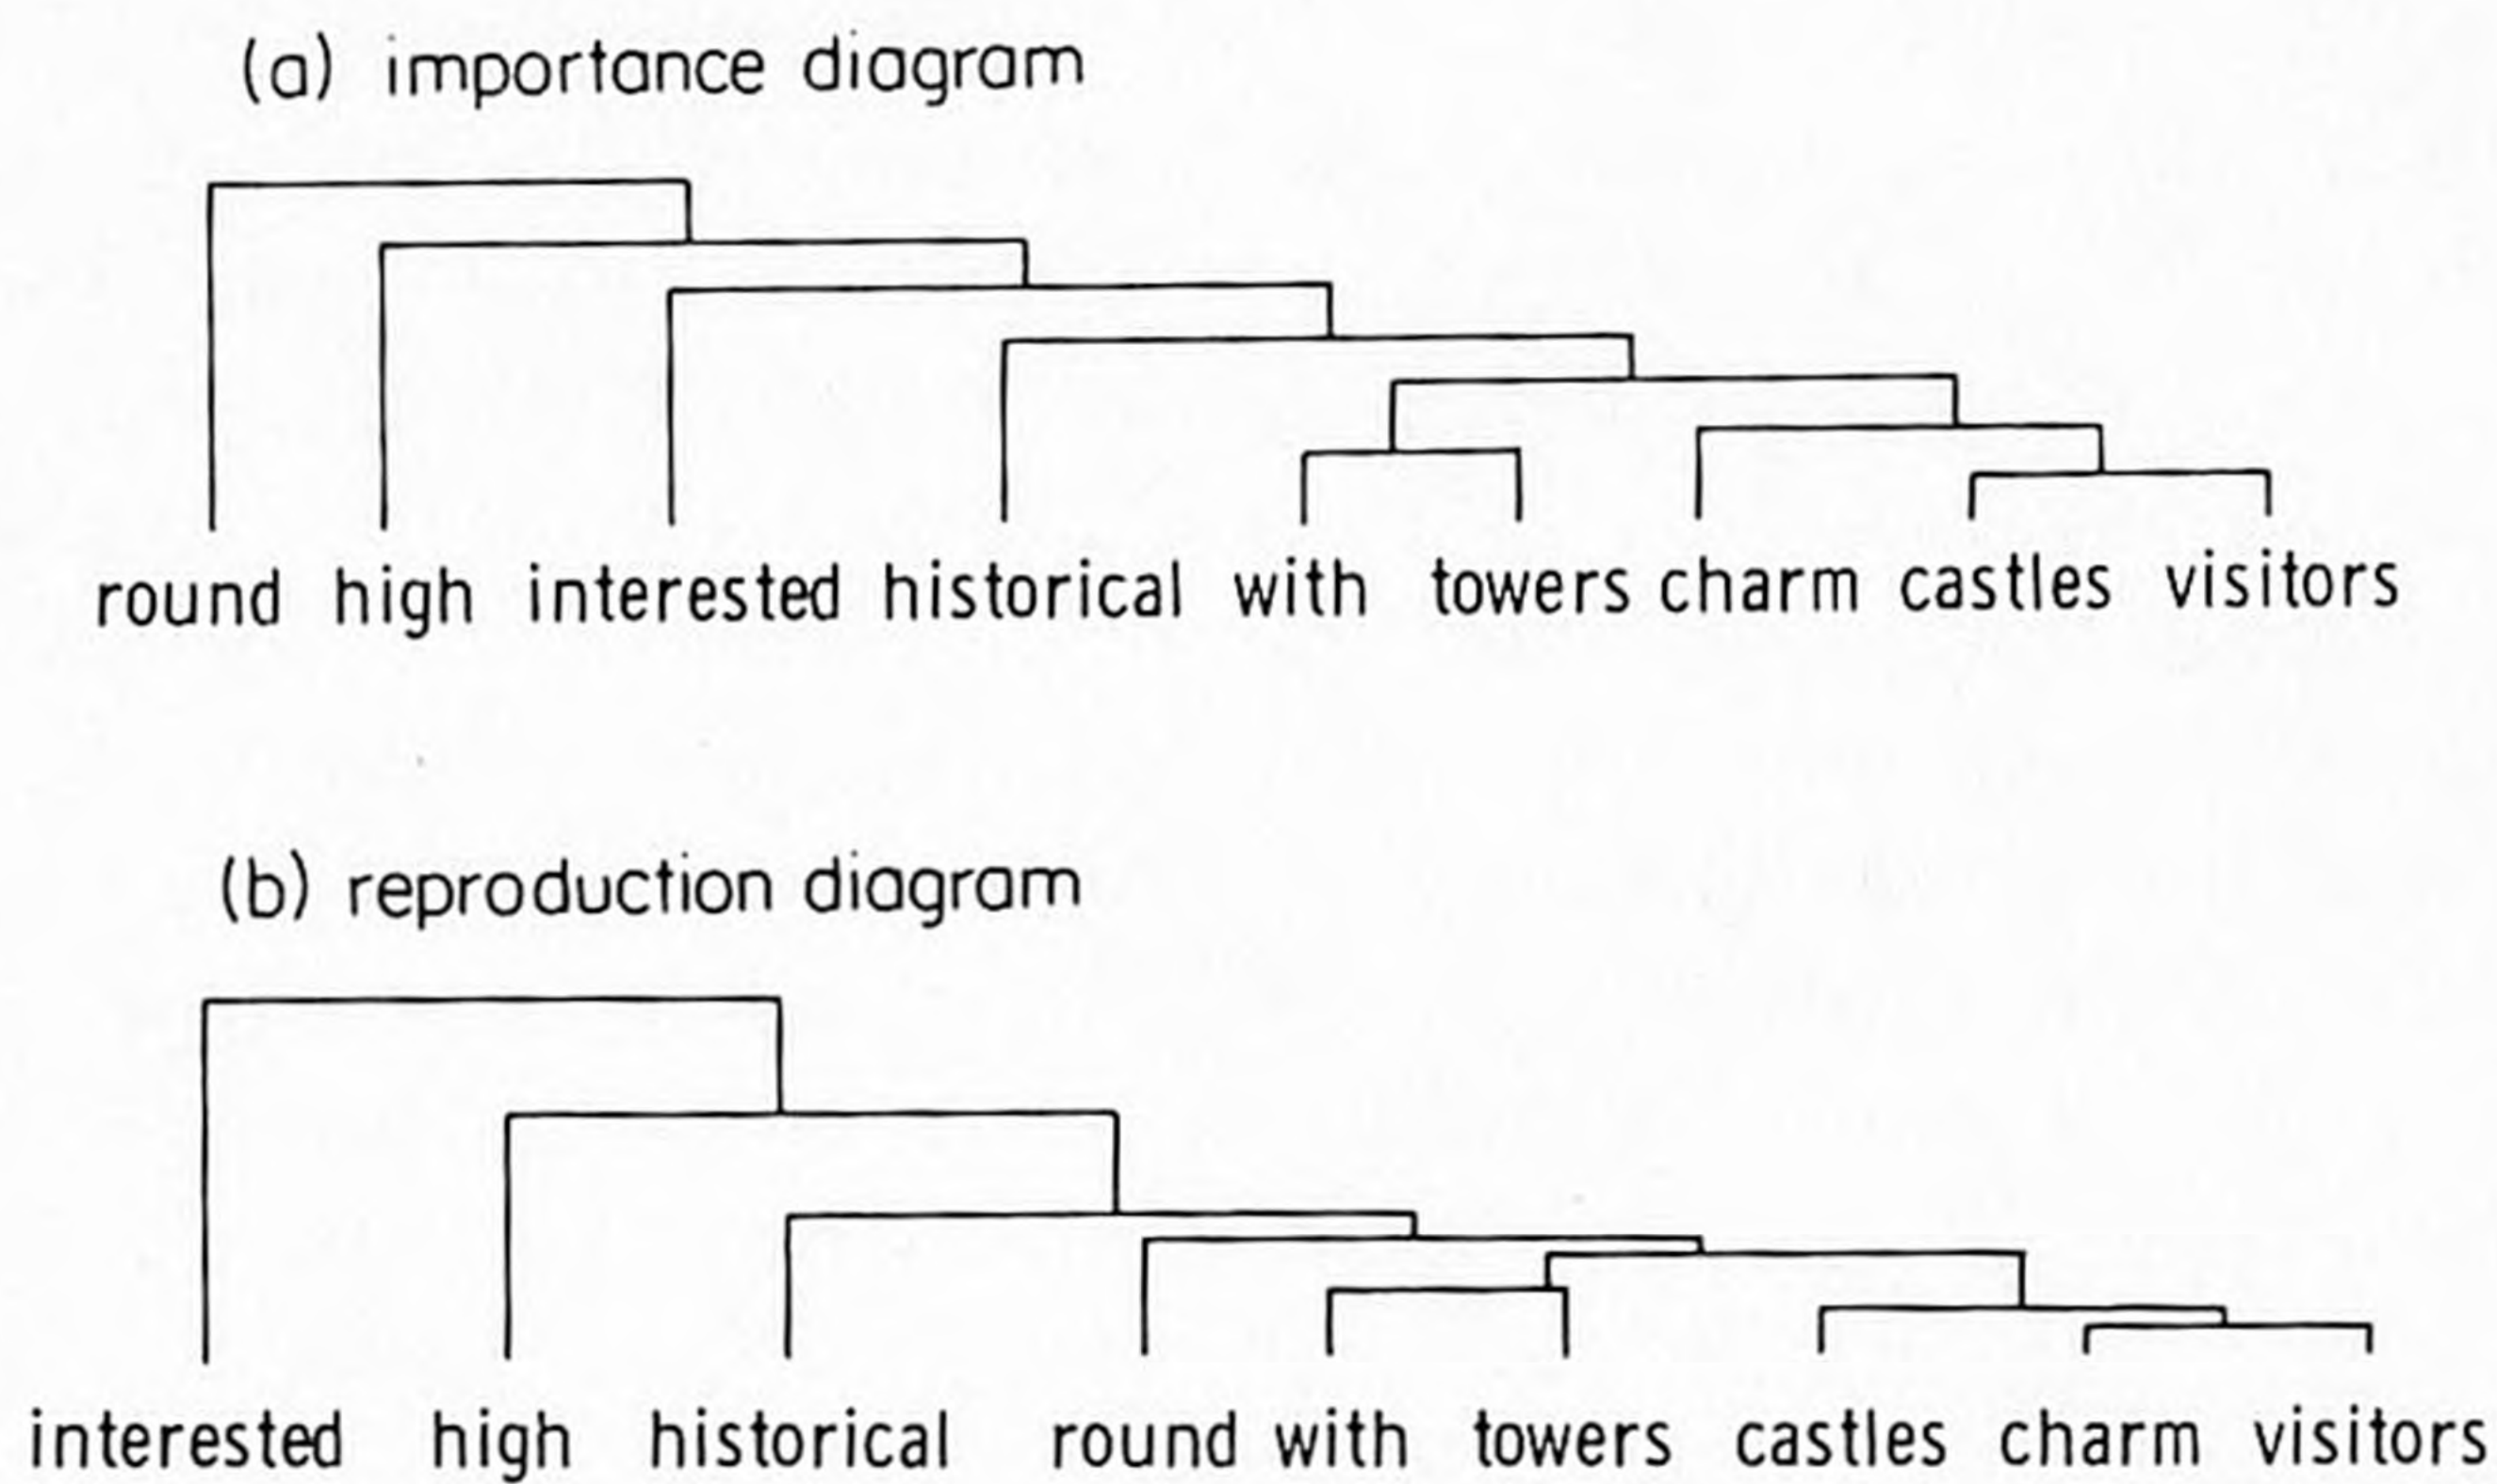 (a) importance diagram
round high interested historical with towers charm castles visitors
(b) reproduction diagram
interested high historical round with towers castles charm visitors